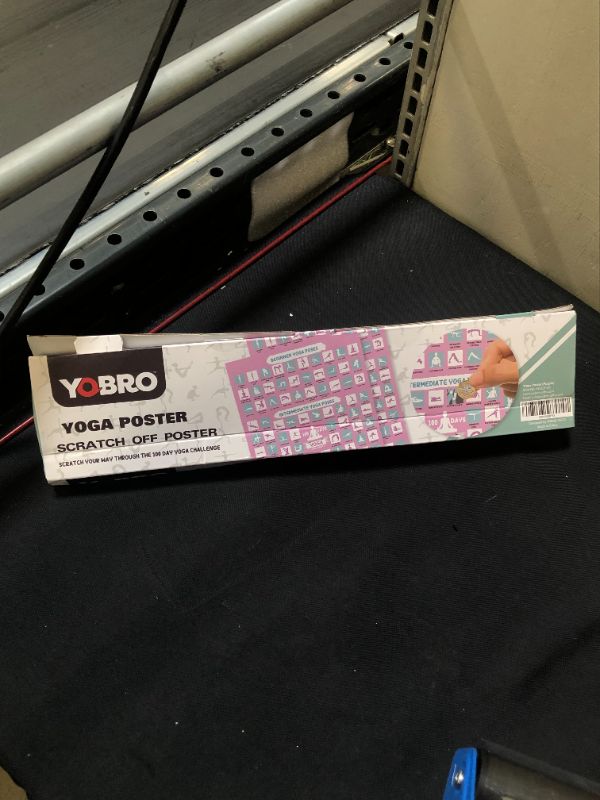 YOBRO
YOGA POSTER
SCRATCH OFF POSTER
SCRATCH YOUR WAY THROUGH THE 100 DAY YOGA CHALLENGE
BEGINNER YOGA POSES
INTERMEDIATE YOGA POSES
TERMEDIATE YOGA
100 DAYS